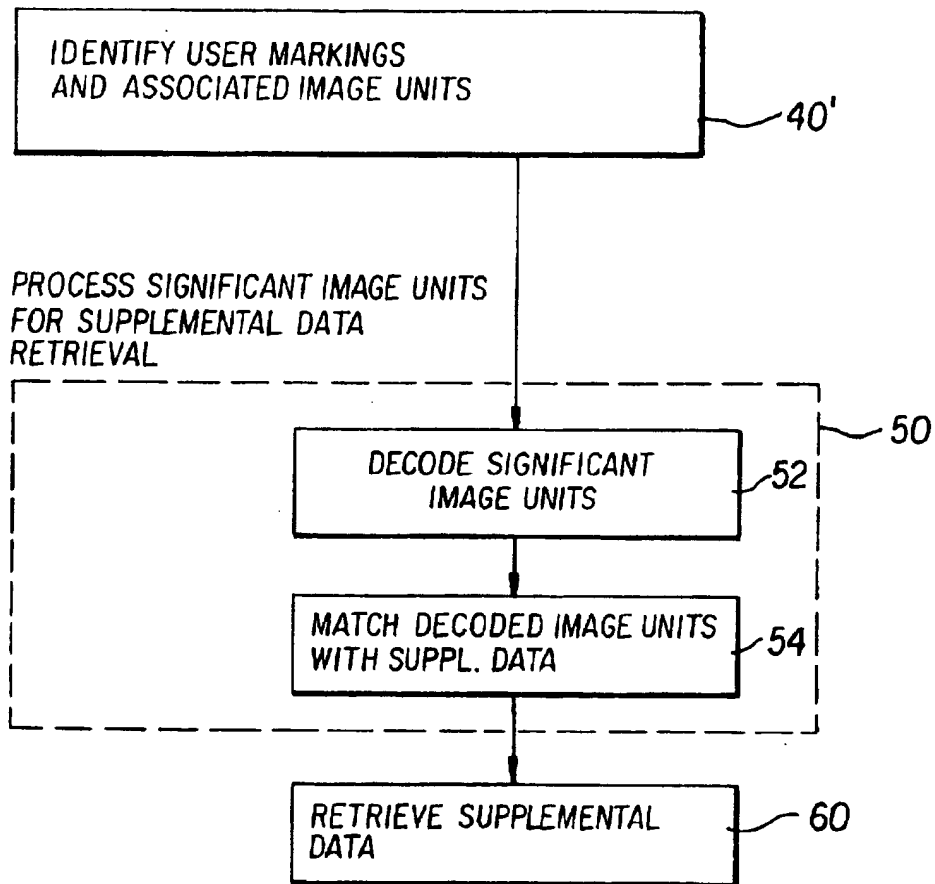 IDENTIFY USER MARKINGS
AND ASSOCIATED IMAGE UNITS
40'
PROCESS SIGNIFICANT IMAGE UNITS
FOR SUPPLEMENTAL DATA
RETRIEVAL
50
DECODE SIGNIFICANT
IMAGE UNITS
52
MATCH DECODED IMAGE UNITS
WITH SUPPL. DATA
54
RETRIEVE SUPPLEMENTAL
DATA
60